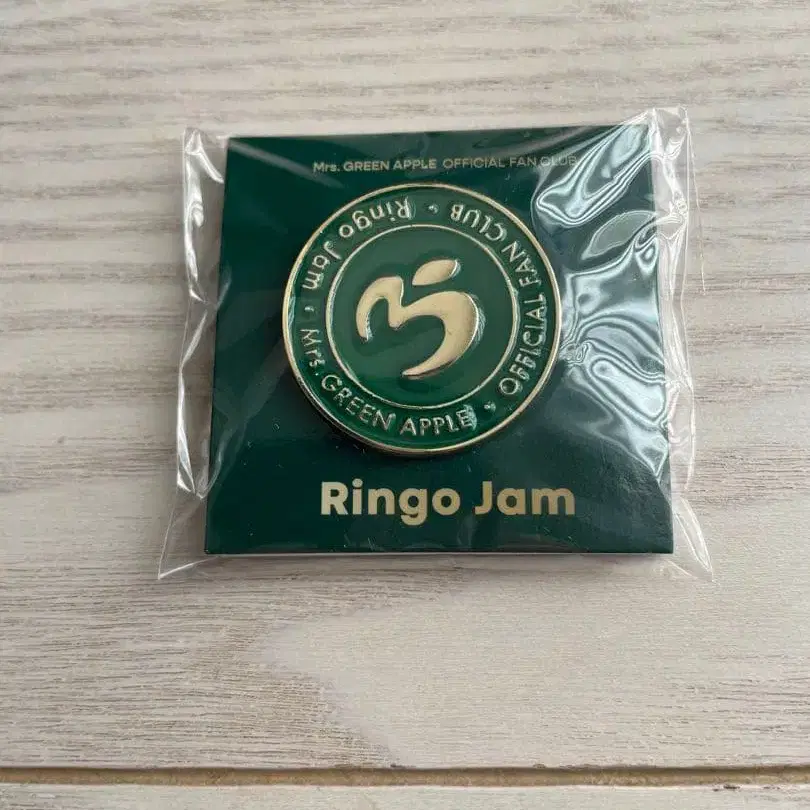 Mrs. GREEN APPLE OFFICIAL FAN CLUB
Ringo Jam · Mrs. GREEN APPLE · OFFICIAL FAN CLUB ·
Ringo Jam